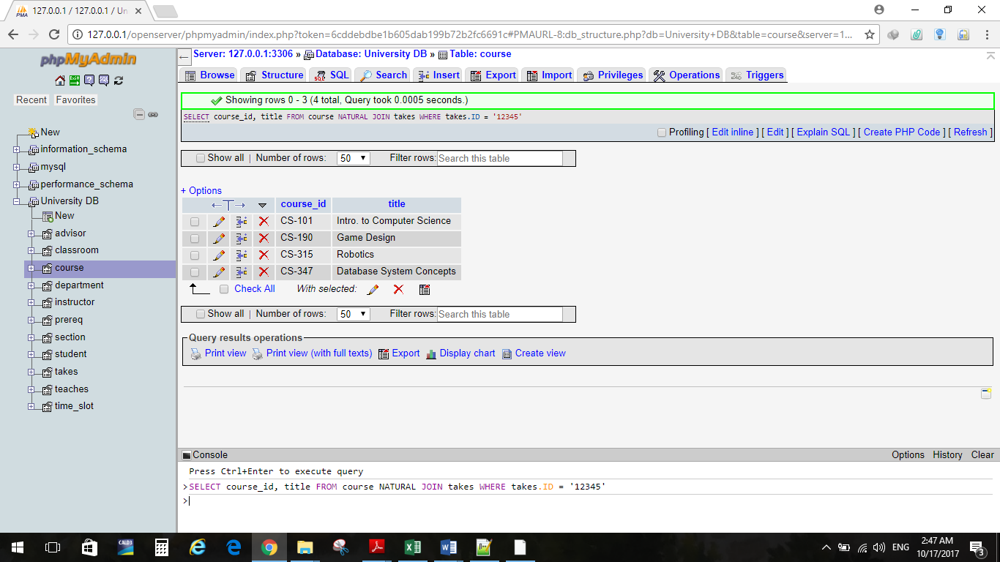 127.0.0.1 / 127.0.0.1 / Un
127.0.0.1/openserver/phpmyadmin/index.php?token=6cddebdbe1b605dab199b72b2fc6691c#PMAURL-8:db_structure.php?db=University+DB&table=course&server=1...
phpMyAdmin
Recent Favorites
New
information_schema
mysql
performance_schema
University DB
New
advisor
classroom
course
department
instructor
prereq
section
student
takes
teaches
time_slot
Server: 127.0.0.1:3306 » Database: University DB » Table: course
Browse Structure SQL Search Insert Export Import Privileges Operations Triggers
Showing rows 0 - 3 (4 total, Query took 0.0005 seconds.)
SELECT course_id, title FROM course NATURAL JOIN takes WHERE takes.ID = '12345'
Profiling [ Edit inline ] [ Edit ] [ Explain SQL ] [ Create PHP Code ] [ Refresh ]
Show all | Number of rows: 50 Filter rows: Search this table
+ Options
course_id title
CS-101 Intro. to Computer Science
CS-190 Game Design
CS-315 Robotics
CS-347 Database System Concepts
Check All With selected:
Show all | Number of rows: 50 Filter rows: Search this table
Query results operations
Print view Print view (with full texts) Export Display chart Create view
Console Options History Clear
Press Ctrl+Enter to execute query
>SELECT course_id, title FROM course NATURAL JOIN takes WHERE takes.ID = '12345'
>
CALD3
ENG
2:47 AM
10/17/2017
3